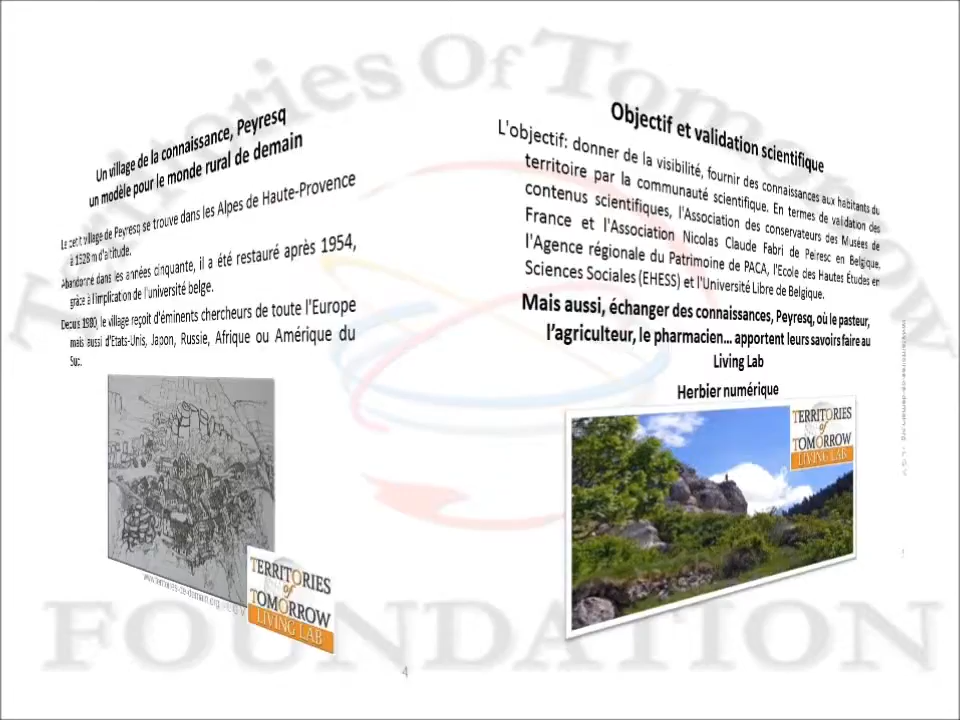 Territories Of Tomorrow
Un village de la connaissance, Peyresq
un modèle pour le monde rural de demain
Le petit village de Peyresq se trouve dans les Alpes de Haute-Provence
à 1528 m d'altitude.
Abandonné dans les années cinquante, il a été restauré après 1954,
grâce à l'implication de l'université belge.
Depuis 1980, le village reçoit d'éminents chercheurs de toute l'Europe
mais aussi d'Etats-Unis, Japon, Russie, Afrique ou Amérique du
Sud.
www.territoires-de-demain.org
TERRITORIES
of
TOMORROW
LIVING LAB
4
Objectif et validation scientifique
L'objectif: donner de la visibilité, fournir des connaissances aux habitants du
territoire par la communauté scientifique. En termes de validation des
contenus scientifiques, l'Association des conservateurs des Musées de
France et l'Association Nicolas Claude Fabri de Peiresc en Belgique,
l'Agence régionale du Patrimoine de PACA, l'Ecole des Hautes Études en
Sciences Sociales (EHESS) et l'Université Libre de Belgique.
Mais aussi, échanger des connaissances, Peyresq, où le pasteur,
l'agriculteur, le pharmacien... apportent leurs savoirs faire au
Living Lab
Herbier numérique
TERRITORIES
of
TOMORROW
LIVING LAB
FOUNDATION